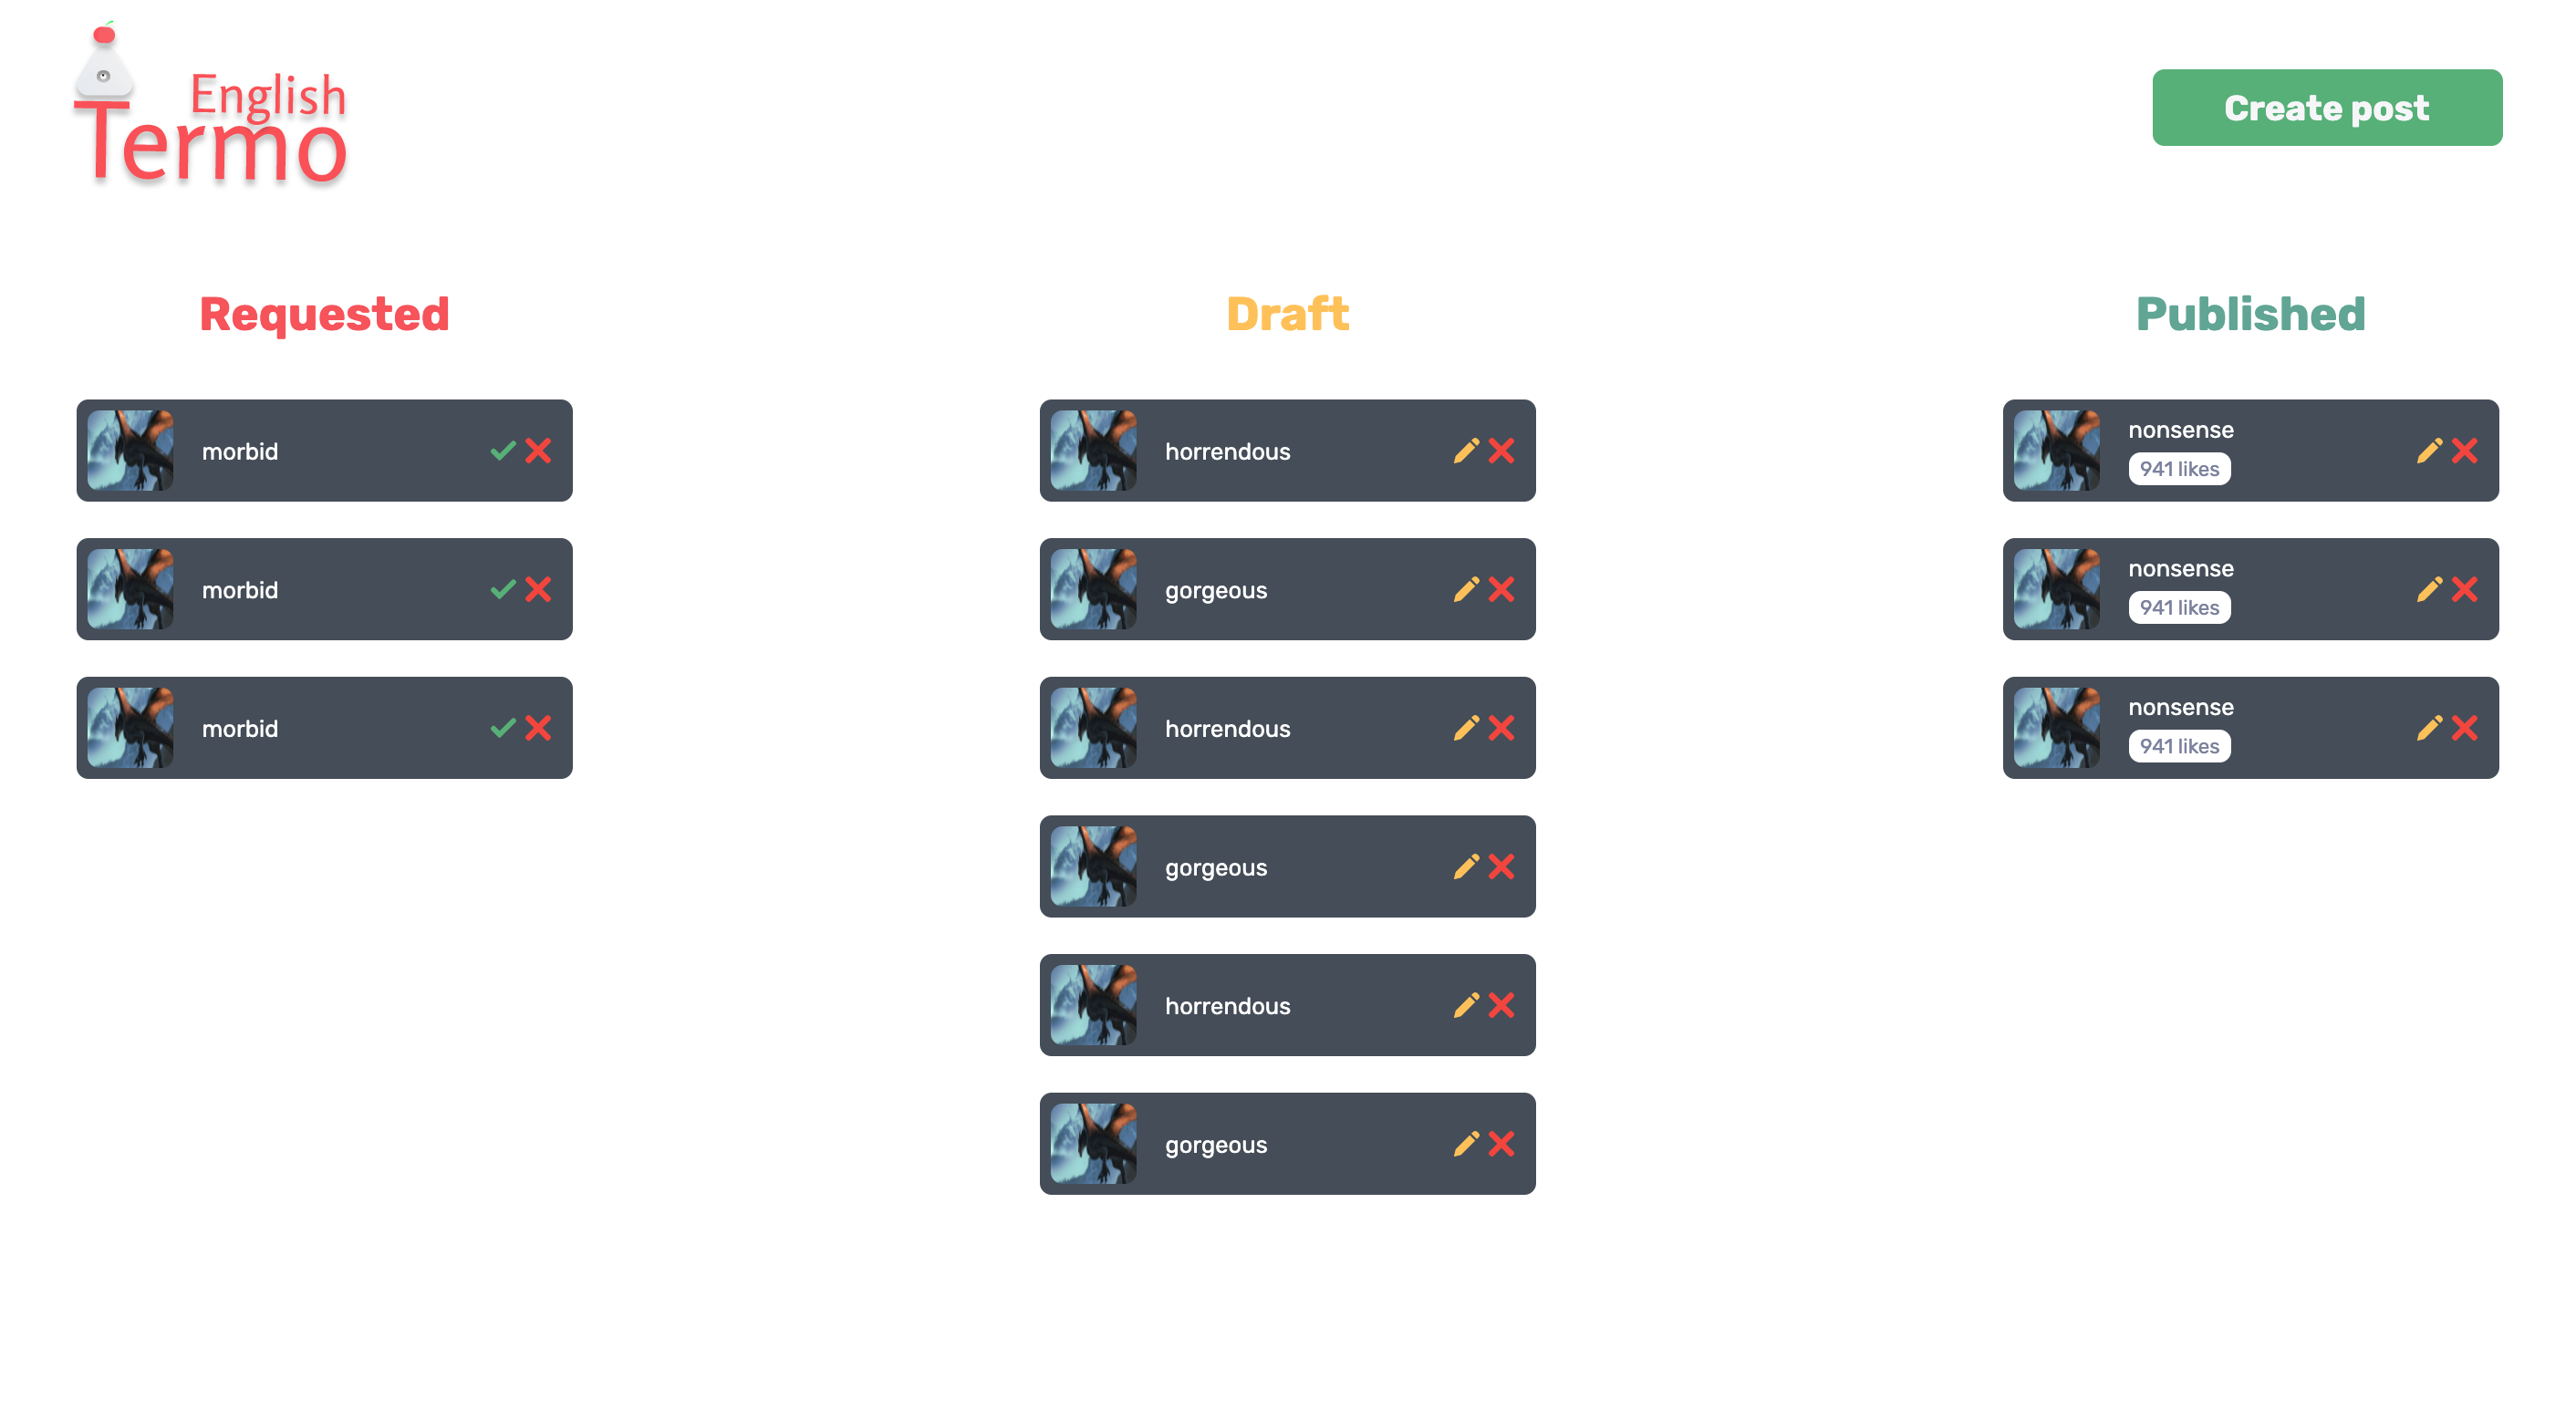 English
Termo
Create post
Requested
morbid
morbid
morbid
Draft
horrendous
gorgeous
horrendous
gorgeous
horrendous
gorgeous
Published
nonsense
941 likes
nonsense
941 likes
nonsense
941 likes